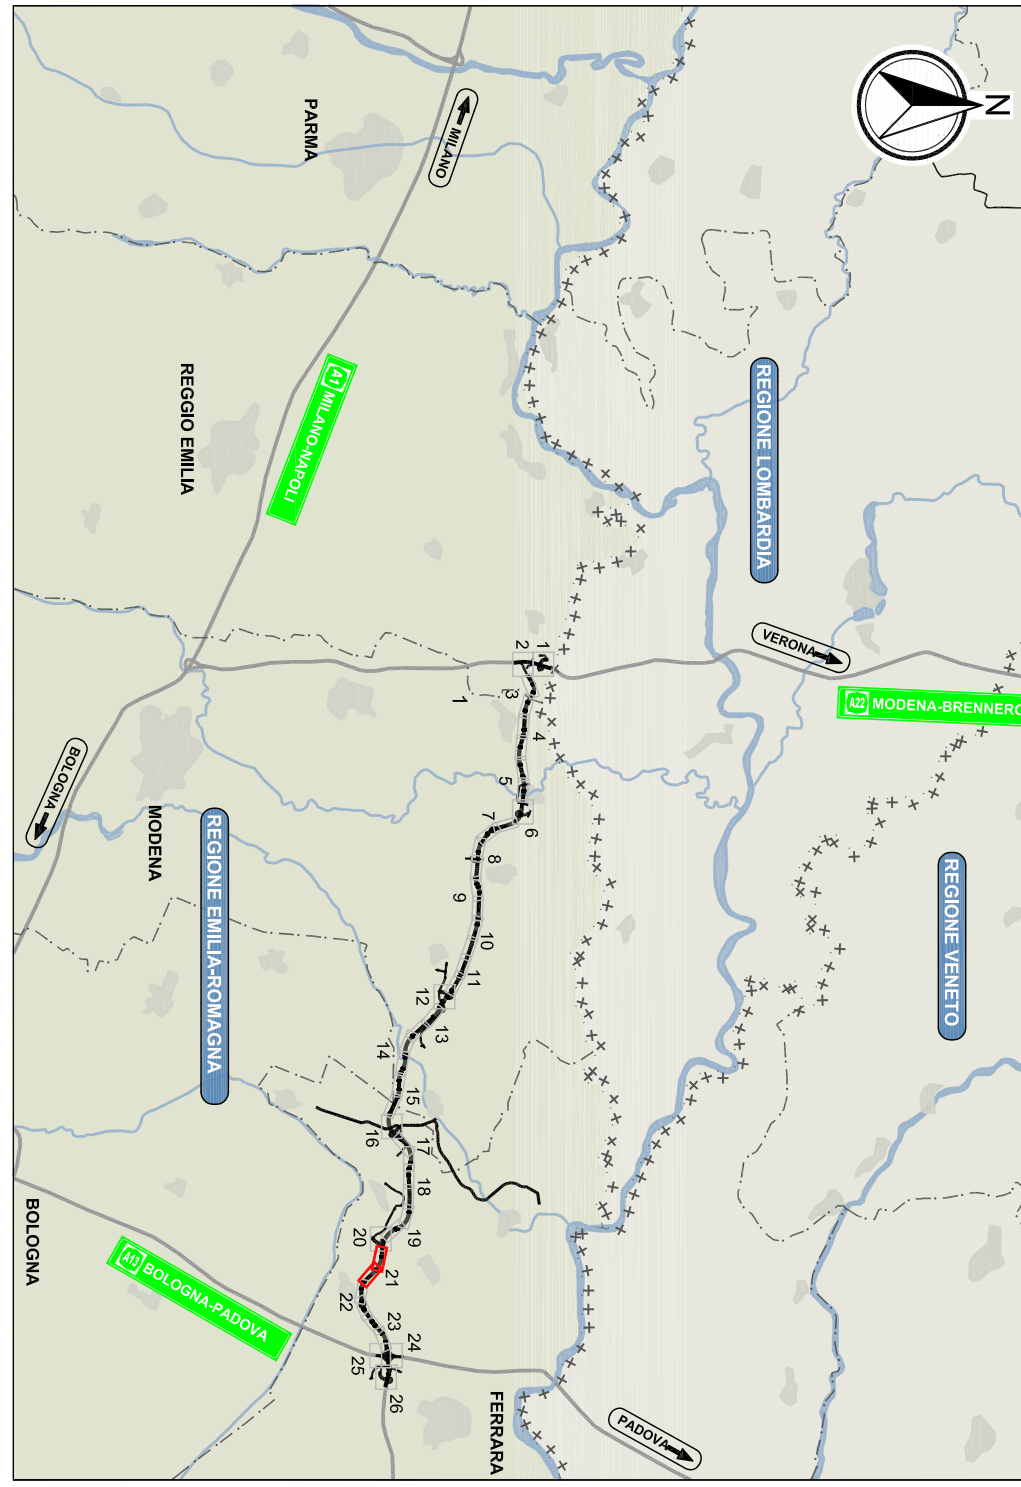 N
MILANO
PARMA
A1 MILANO-NAPOLI
REGGIO EMILIA
REGIONE LOMBARDIA
VERONA
A22 MODENA-BRENNERO
BOLOGNA
MODENA
REGIONE EMILIA-ROMAGNA
REGIONE VENETO
1
2
1
3
4
5
6
7
8
9
10
11
12
13
14
15
16
17
18
19
20
21
22
23
24
25
26
BOLOGNA
A13 BOLOGNA-PADOVA
FERRARA
PADOVA